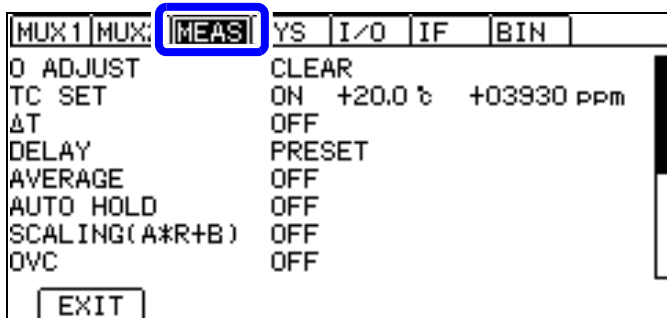 MUX1 MUX2 MEAS YS I/O IF BIN
0 ADJUST CLEAR
TC SET ON +20.0 ℃ +03930 ppm
ΔT OFF
DELAY PRESET
AVERAGE OFF
AUTO HOLD OFF
SCALING(A*R+B) OFF
OVC OFF
EXIT